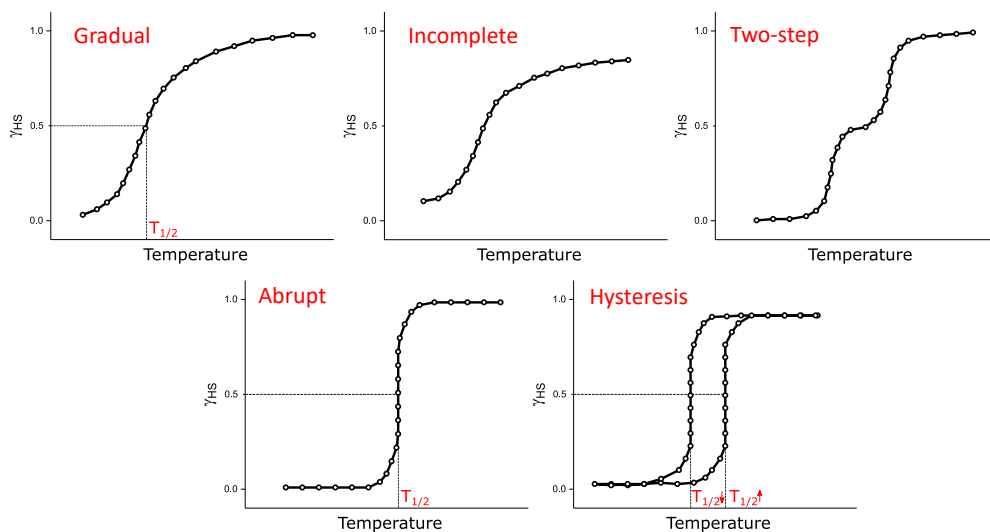 Gradual
1.0
0.5
0.0
γHS
T1/2
Temperature
Incomplete
1.0
0.5
0.0
γHS
Temperature
Two-step
1.0
0.5
0.0
γHS
Temperature
Abrupt
1.0
0.5
0.0
γHS
T1/2
Temperature
Hysteresis
1.0
0.5
0.0
γHS
T1/2↓ T1/2↑
Temperature